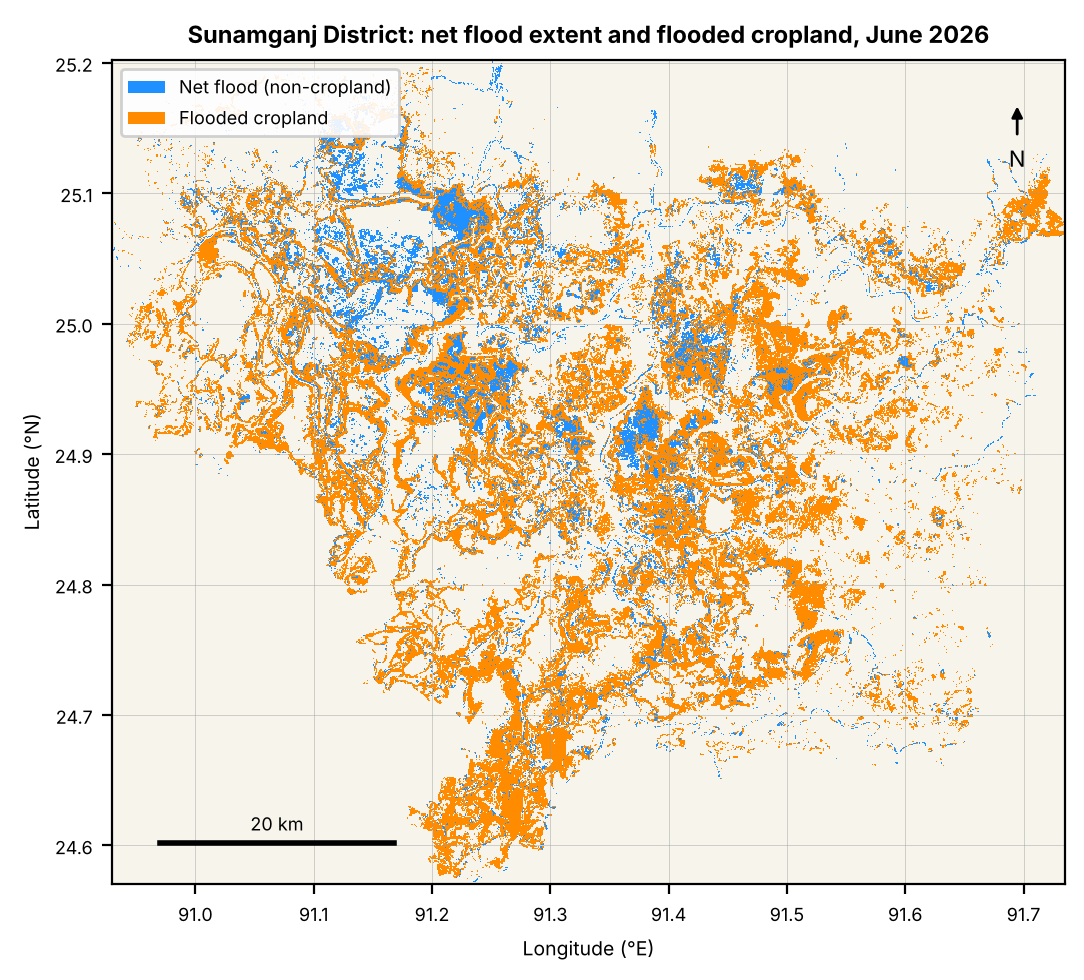 Sunamganj District: net flood extent and flooded cropland, June 2026
Net flood (non-cropland)
Flooded cropland
N
25.2
25.1
25.0
24.9
24.8
24.7
24.6
Latitude (°N)
20 km
91.0 91.1 91.2 91.3 91.4 91.5 91.6 91.7
Longitude (°E)